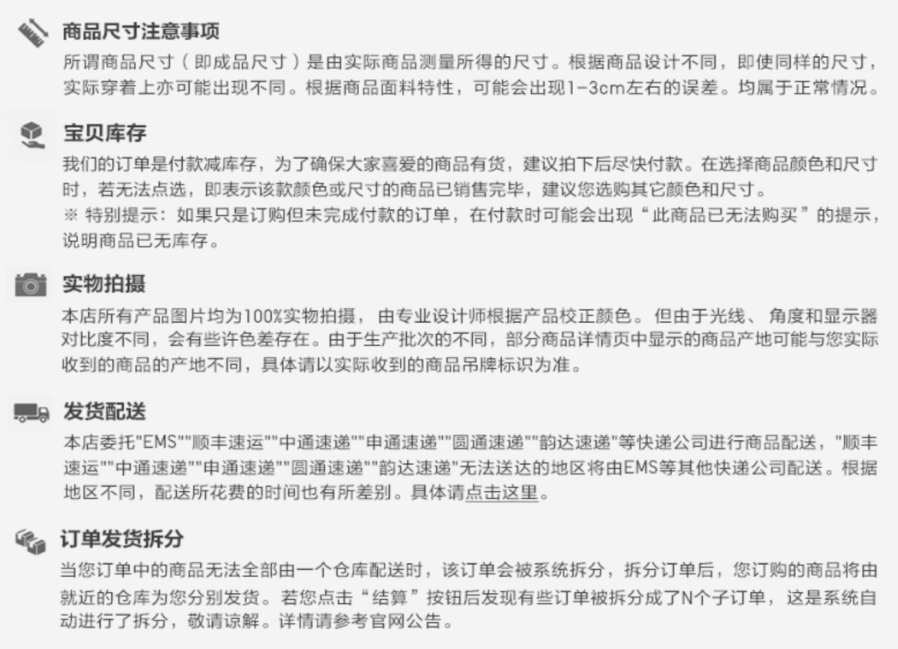 商品尺寸注意事项
所谓商品尺寸（即成品尺寸）是由实际商品测量所得的尺寸。根据商品设计不同，即使同样的尺寸，
实际穿着上亦可能出现不同。根据商品面料特性，可能会出现1-3cm左右的误差。均属于正常情况。
宝贝库存
我们的订单是付款减库存，为了确保大家喜爱的商品有货，建议拍下后尽快付款。在选择商品颜色和尺寸
时，若无法点选，即表示该款颜色或尺寸的商品已销售完毕，建议您选购其它颜色和尺寸。
※ 特别提示：如果只是订购但未完成付款的订单，在付款时可能会出现“此商品已无法购买”的提示，
说明商品已无库存。
实物拍摄
本店所有产品图片均为100%实物拍摄，由专业设计师根据产品校正颜色。但由于光线、角度和显示器
对比度不同，会有些许色差存在。由于生产批次的不同，部分商品详情页中显示的商品产地可能与您实际
收到的商品的产地不同，具体请以实际收到的商品吊牌标识为准。
发货配送
本店委托"EMS""顺丰速运""中通速递""申通速递""圆通速递""韵达速递"等快递公司进行商品配送，"顺丰
速运""中通速递""申通速递""圆通速递""韵达速递"无法送达的地区将由EMS等其他快递公司配送。根据
地区不同，配送所花费的时间也有所差别。具体请点击这里。
订单发货拆分
当您订单中的商品无法全部由一个仓库配送时，该订单会被系统拆分，拆分订单后，您订购的商品将由
就近的仓库为您分别发货。若您点击“结算”按钮后发现有些订单被拆分成了N个子订单，这是系统自
动进行了拆分，敬请谅解。详情请参考官网公告。